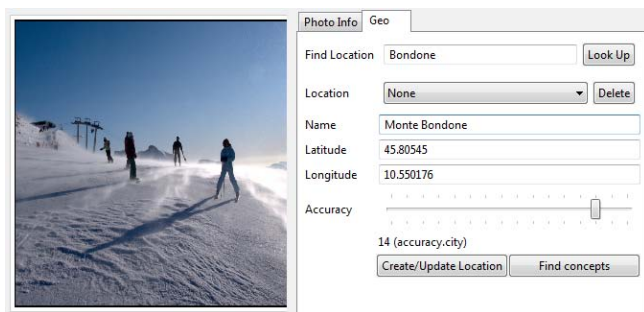 Photo Info Geo
Find Location Bondone Look Up
Location None Delete
Name Monte Bondone
Latitude 45.80545
Longitude 10.550176
Accuracy
14 (accuracy.city)
Create/Update Location Find concepts